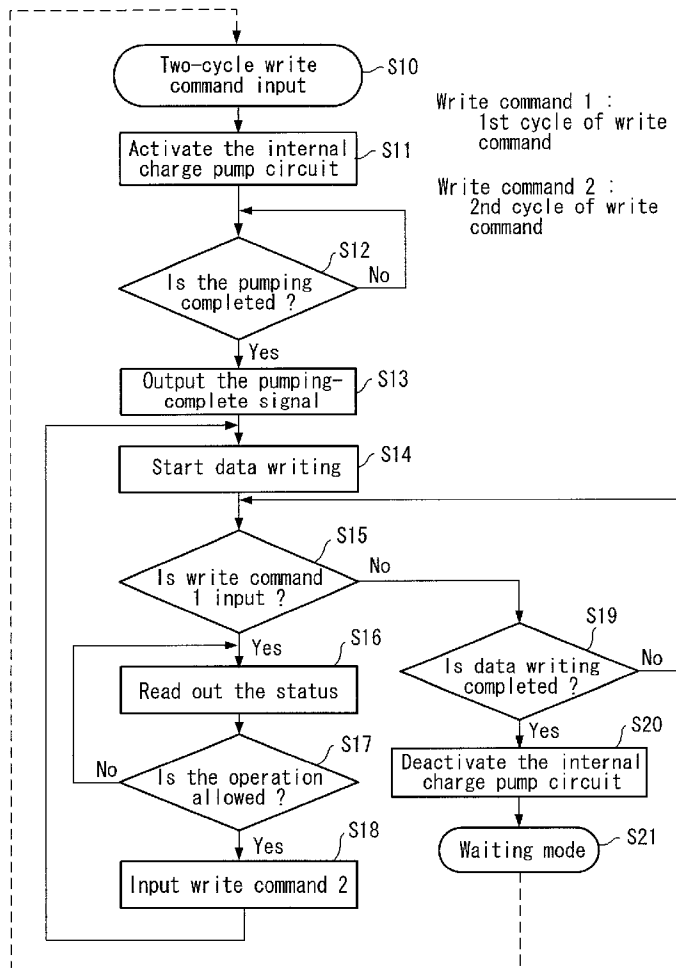 Two-cycle write
command input
S10
Write command 1 :
1st cycle of write
command
Write command 2 :
2nd cycle of write
command
Activate the internal
charge pump circuit
S11
S12
Is the pumping
completed ?
No
Yes
Output the pumping-
complete signal
S13
Start data writing
S14
S15
Is write command
1 input ?
No
Yes
S16
Read out the status
S17
Is the operation
allowed ?
No
Yes
S18
Input write command 2
S19
Is data writing
completed ?
No
Yes
S20
Deactivate the internal
charge pump circuit
Waiting mode
S21